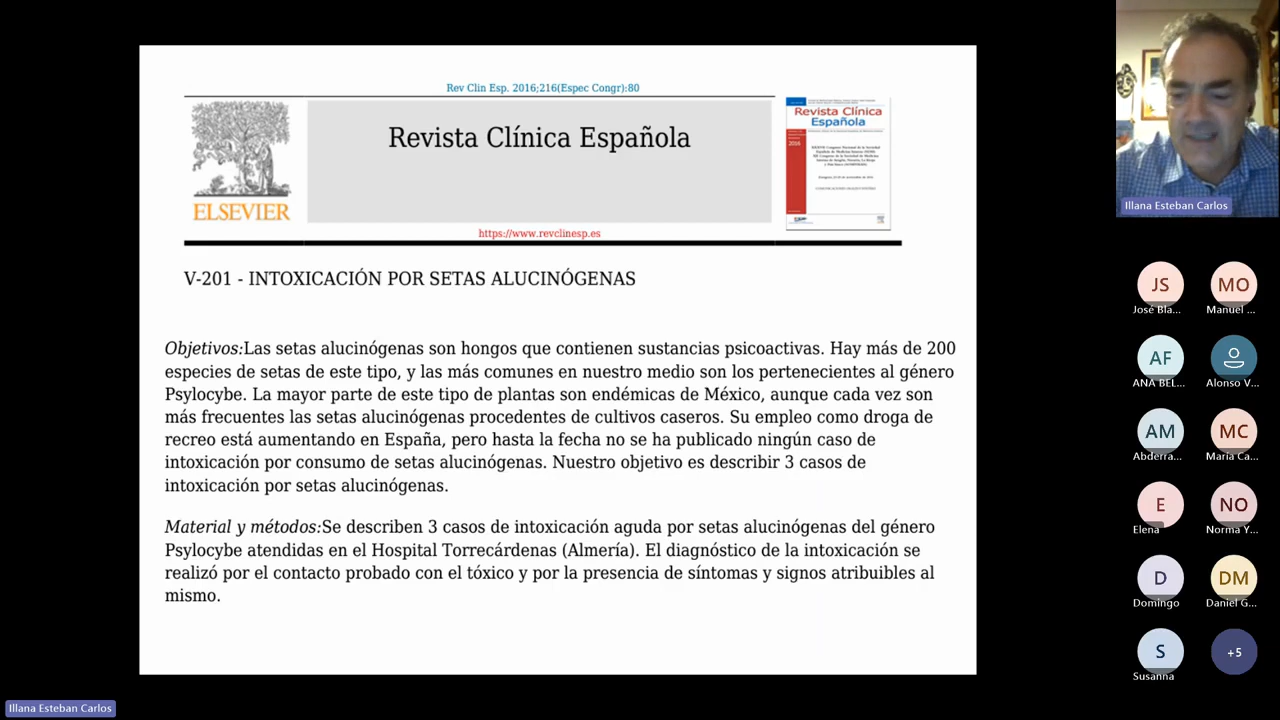 Rev Clin Esp. 2016;216(Espec Congr):80
ELSEVIER
Revista Clínica Española
https://www.revclinesp.es
Revista Clínica
Española
2016
V-201 - INTOXICACIÓN POR SETAS ALUCINÓGENAS
Objetivos:Las setas alucinógenas son hongos que contienen sustancias psicoactivas. Hay más de 200
especies de setas de este tipo, y las más comunes en nuestro medio son los pertenecientes al género
Psylocybe. La mayor parte de este tipo de plantas son endémicas de México, aunque cada vez son
más frecuentes las setas alucinógenas procedentes de cultivos caseros. Su empleo como droga de
recreo está aumentando en España, pero hasta la fecha no se ha publicado ningún caso de
intoxicación por consumo de setas alucinógenas. Nuestro objetivo es describir 3 casos de
intoxicación por setas alucinógenas.
Material y métodos:Se describen 3 casos de intoxicación aguda por setas alucinógenas del género
Psylocybe atendidas en el Hospital Torrecárdenas (Almería). El diagnóstico de la intoxicación se
realizó por el contacto probado con el tóxico y por la presencia de síntomas y signos atribuibles al
mismo.
Illana Esteban Carlos
JS
José Bla...
MO
Manuel ...
AF
ANA BEL...
Alonso V...
AM
Abderra...
MC
María Ca...
E
Elena
NO
Norma Y...
D
Domingo
DM
Daniel G...
S
Susanna
+5
Illana Esteban Carlos